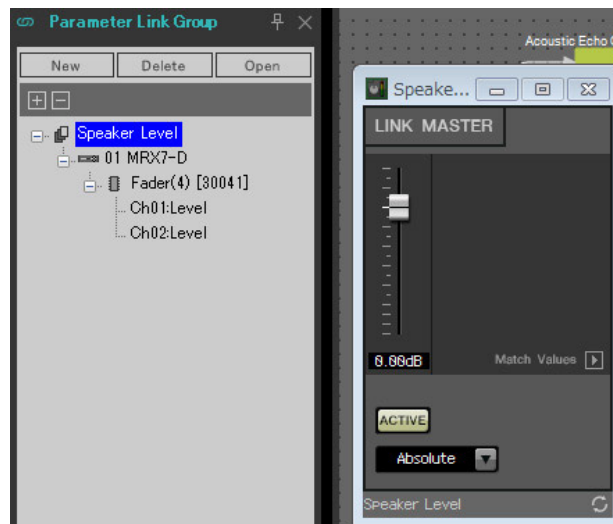 Parameter Link Group
New Delete Open
Speaker Level
01 MRX7-D
Fader(4) [30041]
Ch01:Level
Ch02:Level
Acoustic Echo
Speake...
LINK MASTER
0.00dB
Match Values
ACTIVE
Absolute
Speaker Level